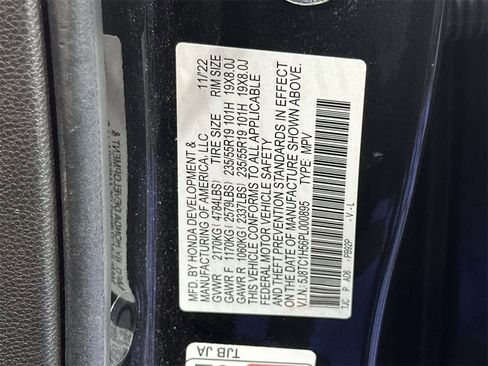 MFD. BY HONDA DEVELOPMENT &
MANUFACTURING OF AMERICA, LLC 11/22
GVWR 2170KG ( 4784LBS) TIRE SIZE RIM SIZE
GAWR F 1170KG ( 2579LBS) 235/55R19 101H 19X8.0J
GAWR R 1060KG ( 2337LBS) 235/55R19 101H 19X8.0J
THIS VEHICLE CONFORMS TO ALL APPLICABLE
FEDERAL MOTOR VEHICLE SAFETY
AND THEFT PREVENTION STANDARDS IN EFFECT
ON THE DATE OF MANUFACTURE SHOWN ABOVE.
V.I.N.: 5J8TC1H56PL000895 TYPE: MPV
TJC P AJ6 -PB92P - V - L
TJB JA